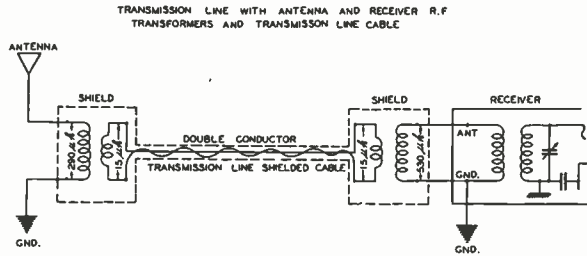 TRANSMISSION LINE WITH ANTENNA AND RECEIVER R.F
TRANSFORMERS AND TRANSMISSON LINE CABLE
ANTENNA
SHIELD
SHIELD
RECEIVER
DOUBLE CONDUCTOR
ANT
290 µh
15 µh
15 µh
530 µh
TRANSMISSION LINE SHIELDED CABLE
GND.
GND.
GND.